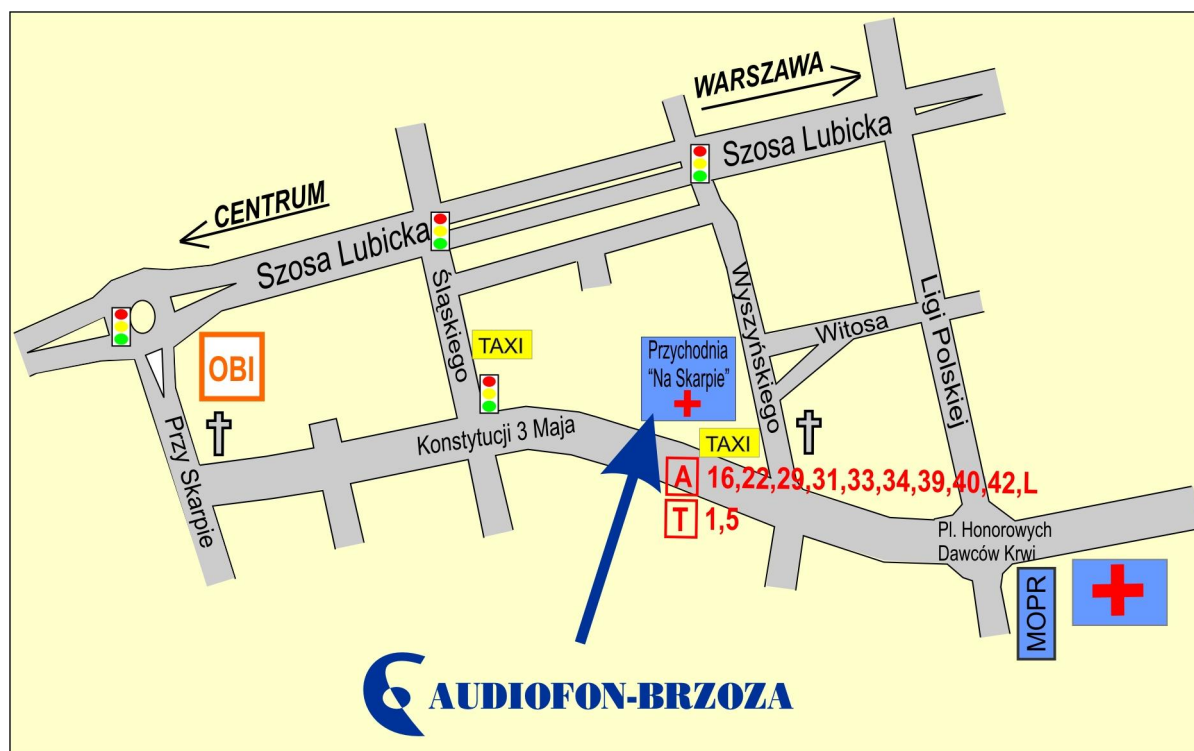 WARSZAWA
Szosa Lubicka
CENTRUM
Szosa Lubicka
Śląskiego
Wyszyńskiego
Witosa
Ligi Polskiej
TAXI
Przychodnia
"Na Skarpie"
OBI
Przy Skarpie
Konstytucji 3 Maja
TAXI
A 16,22,29,31,33,34,39,40,42,L
T 1,5
Pl. Honorowych
Dawców Krwi
MOPR
AUDIOFON-BRZOZA